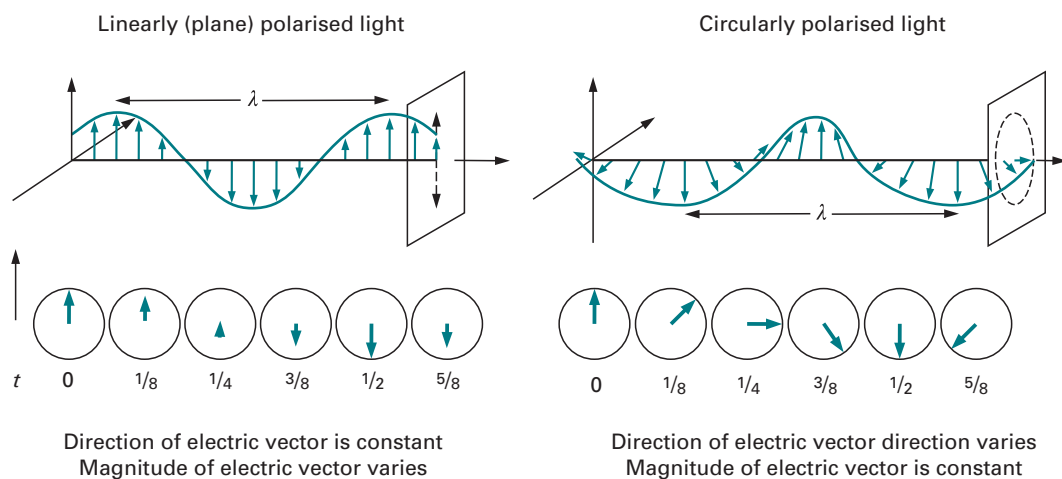 Linearly (plane) polarised light
Circularly polarised light
λ
λ
t 0 1/8 1/4 3/8 1/2 5/8
0 1/8 1/4 3/8 1/2 5/8
Direction of electric vector is constant
Magnitude of electric vector varies
Direction of electric vector direction varies
Magnitude of electric vector is constant